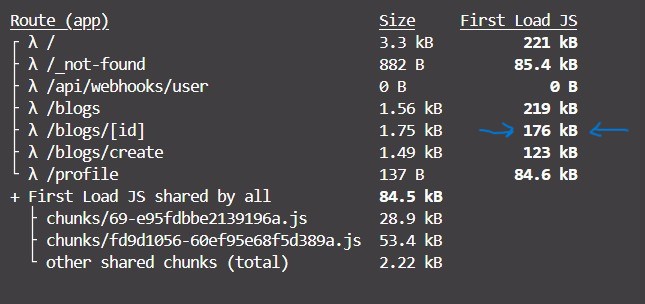 Route (app) Size First Load JS
┌ λ / 3.3 kB 221 kB
├ λ /_not-found 882 B 85.4 kB
├ λ /api/webhooks/user 0 B 0 B
├ λ /blogs 1.56 kB 219 kB
├ λ /blogs/[id] 1.75 kB 176 kB
├ λ /blogs/create 1.49 kB 123 kB
└ λ /profile 137 B 84.6 kB
+ First Load JS shared by all 84.5 kB
├ chunks/69-e95fdbbe2139196a.js 28.9 kB
├ chunks/fd9d1056-60ef95e68f5d389a.js 53.4 kB
└ other shared chunks (total) 2.22 kB